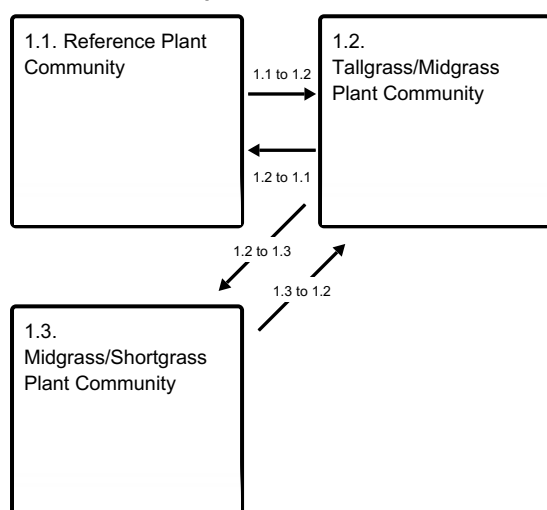 1.1. Reference Plant
Community
1.1 to 1.2
1.2.
Tallgrass/Midgrass
Plant Community
1.2 to 1.1
1.2 to 1.3
1.3 to 1.2
1.3.
Midgrass/Shortgrass
Plant Community